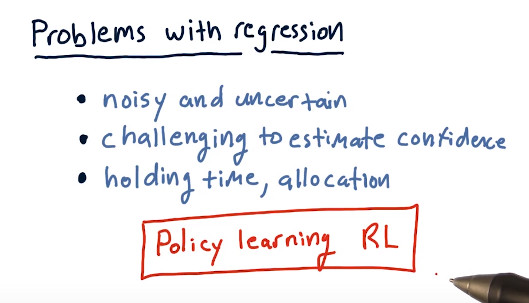 Problems with regression
• noisy and uncertain
• challenging to estimate confidence
• holding time, allocation
Policy learning RL